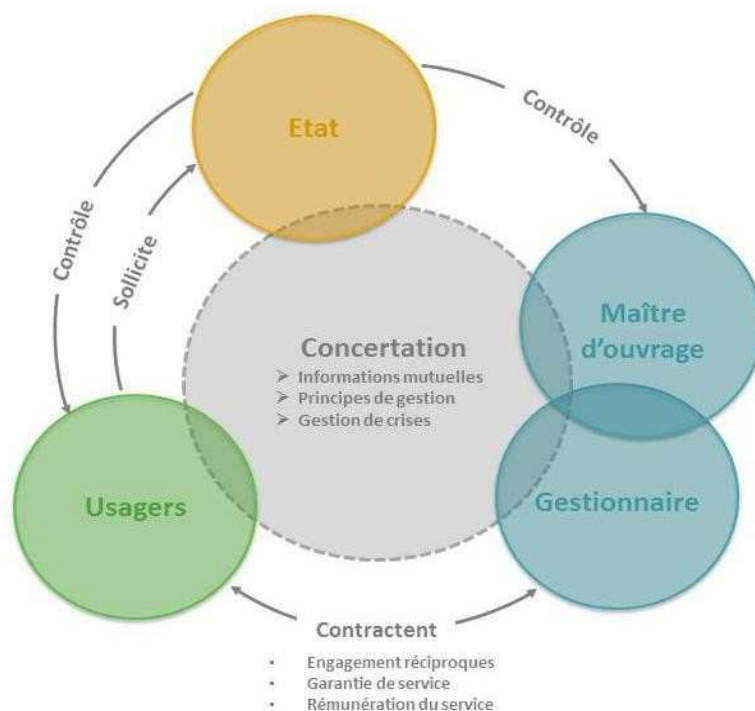 Etat
Contrôle
Contrôle
Sollicite
Maître
d'ouvrage
Concertation
➢ Informations mutuelles
➢ Principes de gestion
➢ Gestion de crises
Usagers
Gestionnaire
Contractent
▪ Engagement réciproques
▪ Garantie de service
▪ Rémunération du service